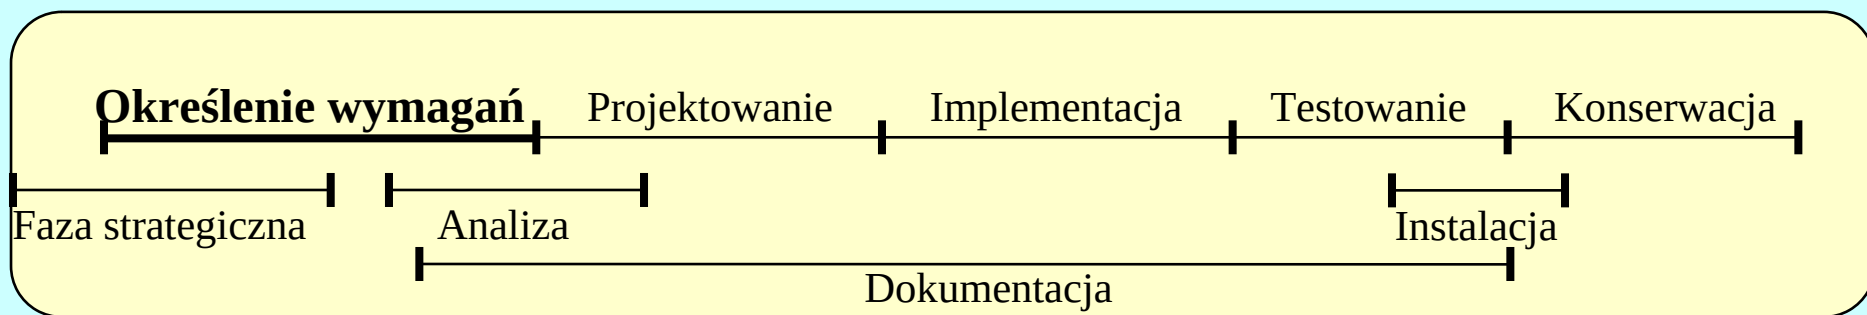 Określenie wymagań Projektowanie Implementacja Testowanie Konserwacja
Faza strategiczna Analiza Instalacja
Dokumentacja